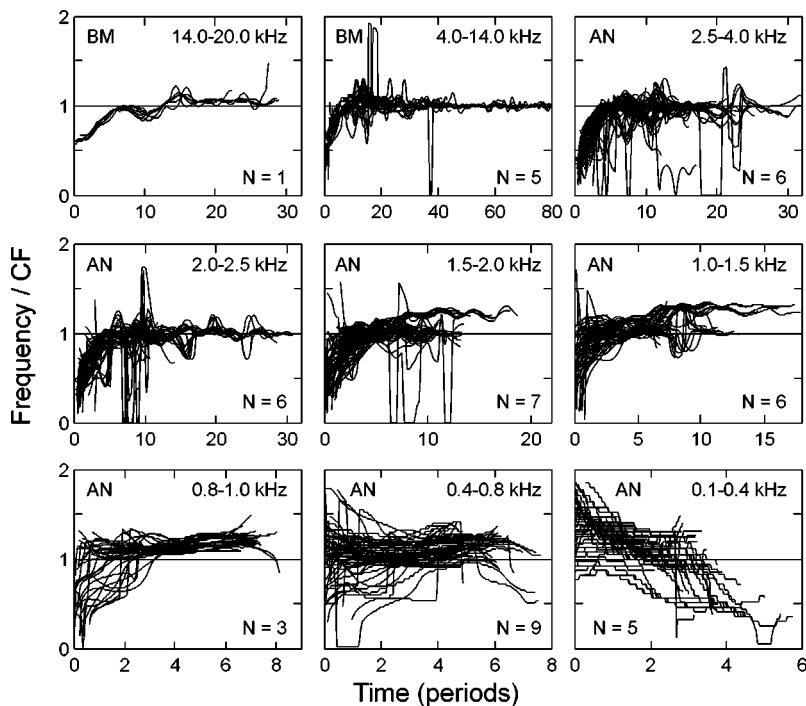 2
BM 14.0-20.0 kHz
BM 4.0-14.0 kHz
AN 2.5-4.0 kHz
1
0
N = 1
N = 5
N = 6
0 10 20 30
0 20 40 60 80
0 10 20 30
2
AN 2.0-2.5 kHz
AN 1.5-2.0 kHz
AN 1.0-1.5 kHz
1
0
N = 6
N = 7
N = 6
0 10 20 30
0 10 20
0 5 10 15
2
AN 0.8-1.0 kHz
AN 0.4-0.8 kHz
AN 0.1-0.4 kHz
1
0
N = 3
N = 9
N = 5
0 2 4 6 8
0 2 4 6 8
0 2 4 6
Frequency / CF
Time (periods)